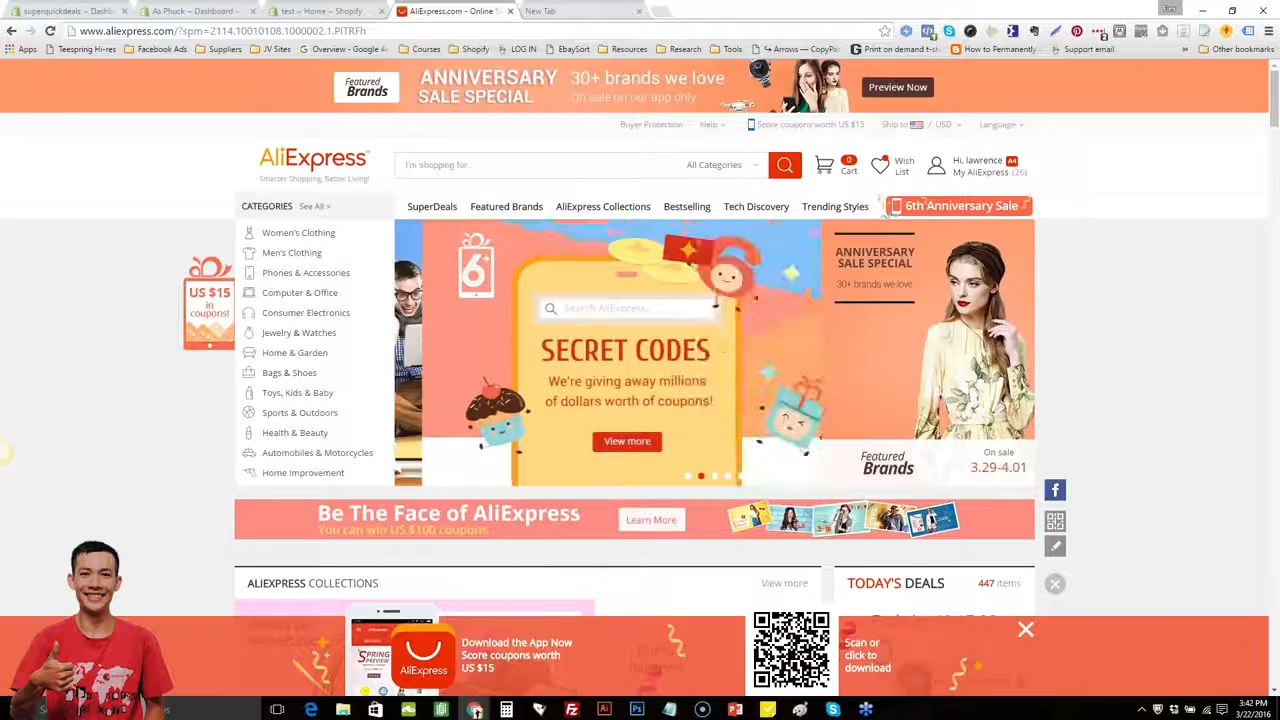 superquickdeals – Dashb
As Phuck – Dashboard –
test – Home – Shopify
AliExpress.com - Online S
New Tab
www.aliexpress.com/?spm=2114.10010108.1000002.1.PITRFh
Apps
Teespring Hi-res
Facebook Ads
Suppliers
JV Sites
Overview - Google A
Courses
Shopify
LOG IN
EbaySort
Resources
Research
Tools
Arrows — CopyPas
Print on demand t-sh
How to Permanently
Support email
»
Other bookmarks
Featured Brands
ANNIVERSARY SALE SPECIAL
30+ brands we love
On sale on our app only
Preview Now
Buyer Protection
Help
Score coupons worth US $15
Ship to / USD
Language
AliExpress™
Smarter Shopping, Better Living!
I'm shopping for...
All Categories
0
Cart
Wish List
Hi, lawrence A4
My AliExpress (26)
CATEGORIES See All >
SuperDeals
Featured Brands
AliExpress Collections
Bestselling
Tech Discovery
Trending Styles
6th Anniversary Sale
Women's Clothing
Men's Clothing
Phones & Accessories
Computer & Office
Consumer Electronics
Jewelry & Watches
Home & Garden
Bags & Shoes
Toys, Kids & Baby
Sports & Outdoors
Health & Beauty
Automobiles & Motorcycles
Home Improvement
US $15
in
coupons!
6
Search AliExpress
SECRET CODES
We're giving away millions
of dollars worth of coupons!
View more
ANNIVERSARY
SALE SPECIAL
30+ brands we love
Featured
Brands
On sale
3.29-4.01
Be The Face of AliExpress
You can win US $100 coupons
Learn More
ALIEXPRESS COLLECTIONS
View more
TODAY'S DEALS
447 items
SPRING
PREVIEW
AliExpress
Download the App Now
Score coupons worth
US $15
Scan or
click to
download
3:42 PM
3/22/2016